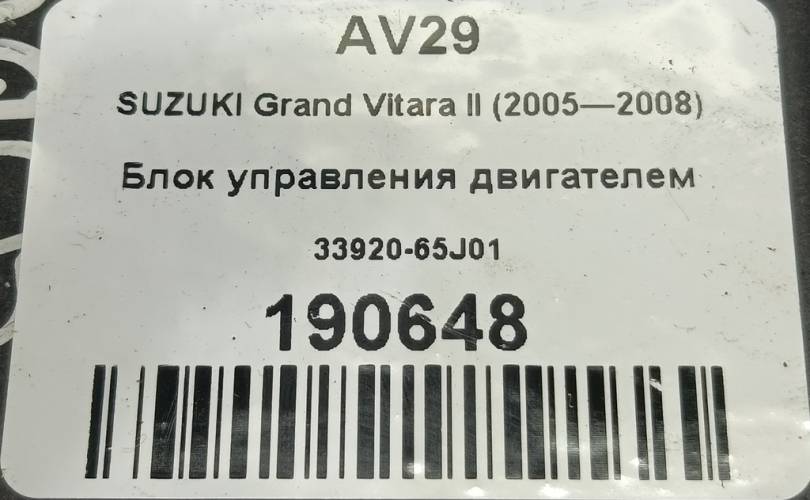 AV29
SUZUKI Grand Vitara II (2005—2008)
Блок управления двигателем
33920-65J01
190648